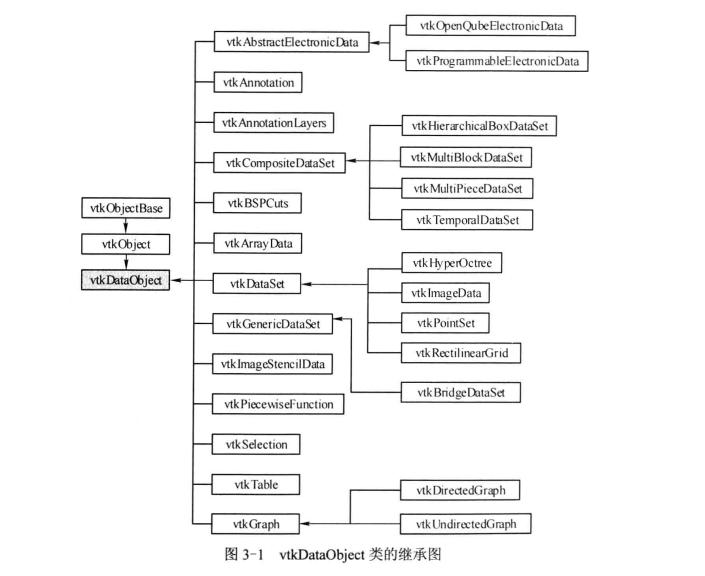 vtkOpenQubeElectronicData
vtkAbstractElectronicData
vtkProgrammableElectronicData
vtkAnnotation
vtkAnnotationLayers
vtkHierarchicalBoxDataSet
vtkMultiBlockDataSet
vtkCompositeDataSet
vtkMultiPieceDataSet
vtkBSPCuts
vtkObjectBase
vtkTemporalDataSet
vtkObject
vtkArrayData
vtkHyperOctree
vtkDataObject
vtkDataSet
vtkImageData
vtkGenericDataSet
vtkPointSet
vtkRectilinearGrid
vtkImageStencilData
vtkBridgeDataSet
vtkPiecewiseFunction
vtkSelection
vtkTable
vtkDirectedGraph
vtkGraph
vtkUndirectedGraph
图 3-1 vtkDataObject 类的继承图